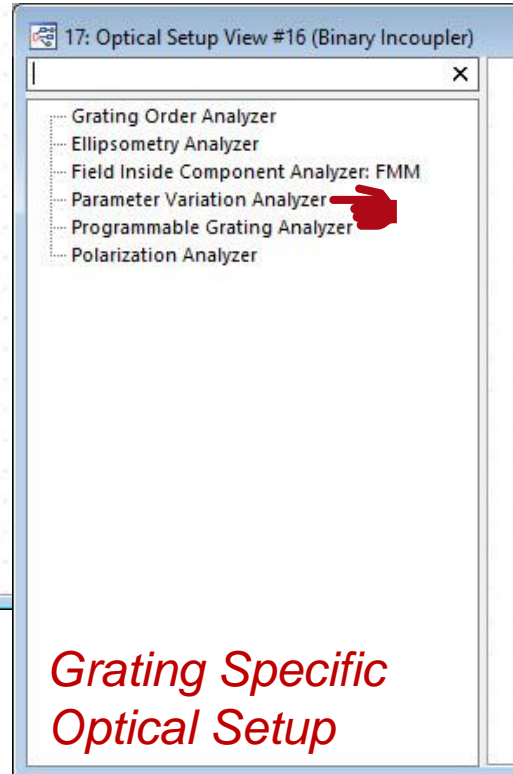 17: Optical Setup View #16 (Binary Incoupler)
Grating Order Analyzer
Ellipsometry Analyzer
Field Inside Component Analyzer: FMM
Parameter Variation Analyzer
Programmable Grating Analyzer
Polarization Analyzer
Grating Specific
Optical Setup